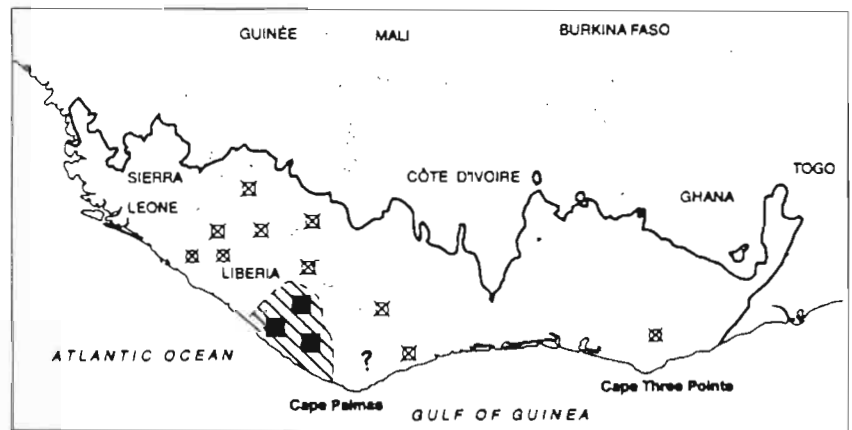 GUINÉE MALI BURKINA FASO
TOGO
CÔTE D'IVOIRE
SIERRA
GHANA
LEONE
LIBERIA
ATLANTIC OCEAN
?
Cape Three Points
Cape Palmas
GULF OF GUINEA